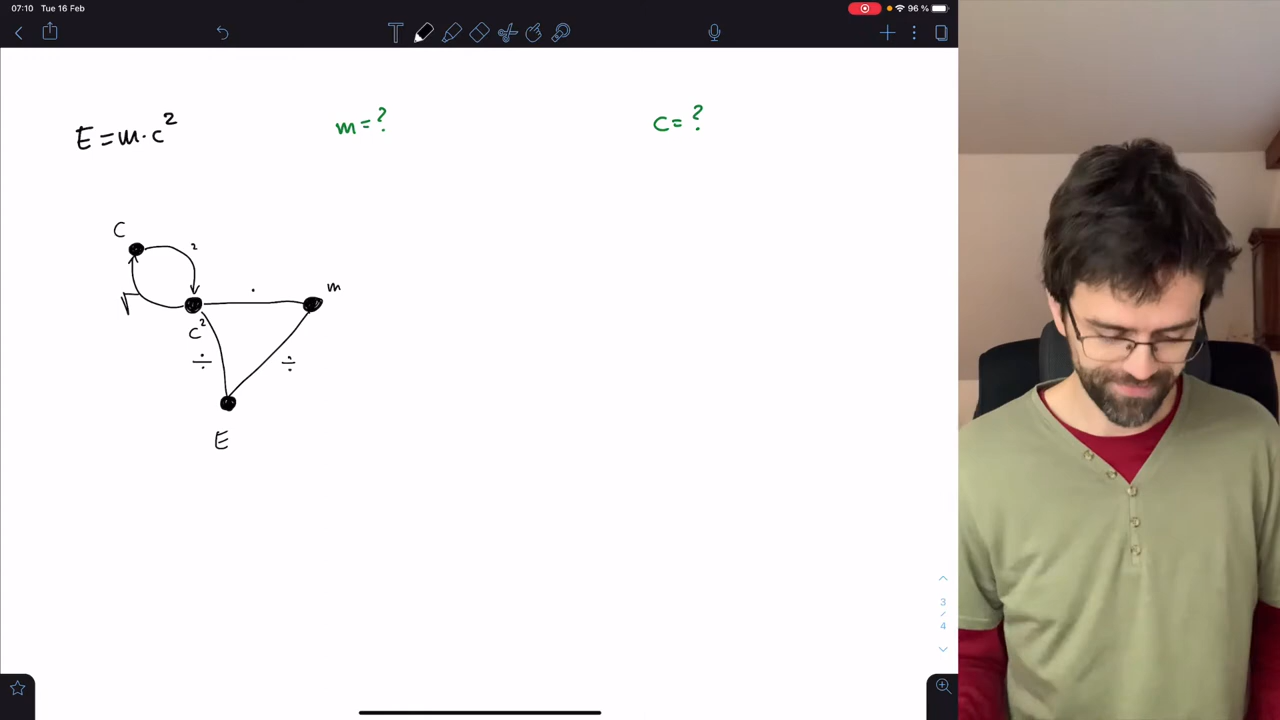 07:10 Tue 16 Feb
96 %
T
E = m · c²
m = ?
c = ?
C
2
√
·
m
c²
÷
÷
E
3
/
4